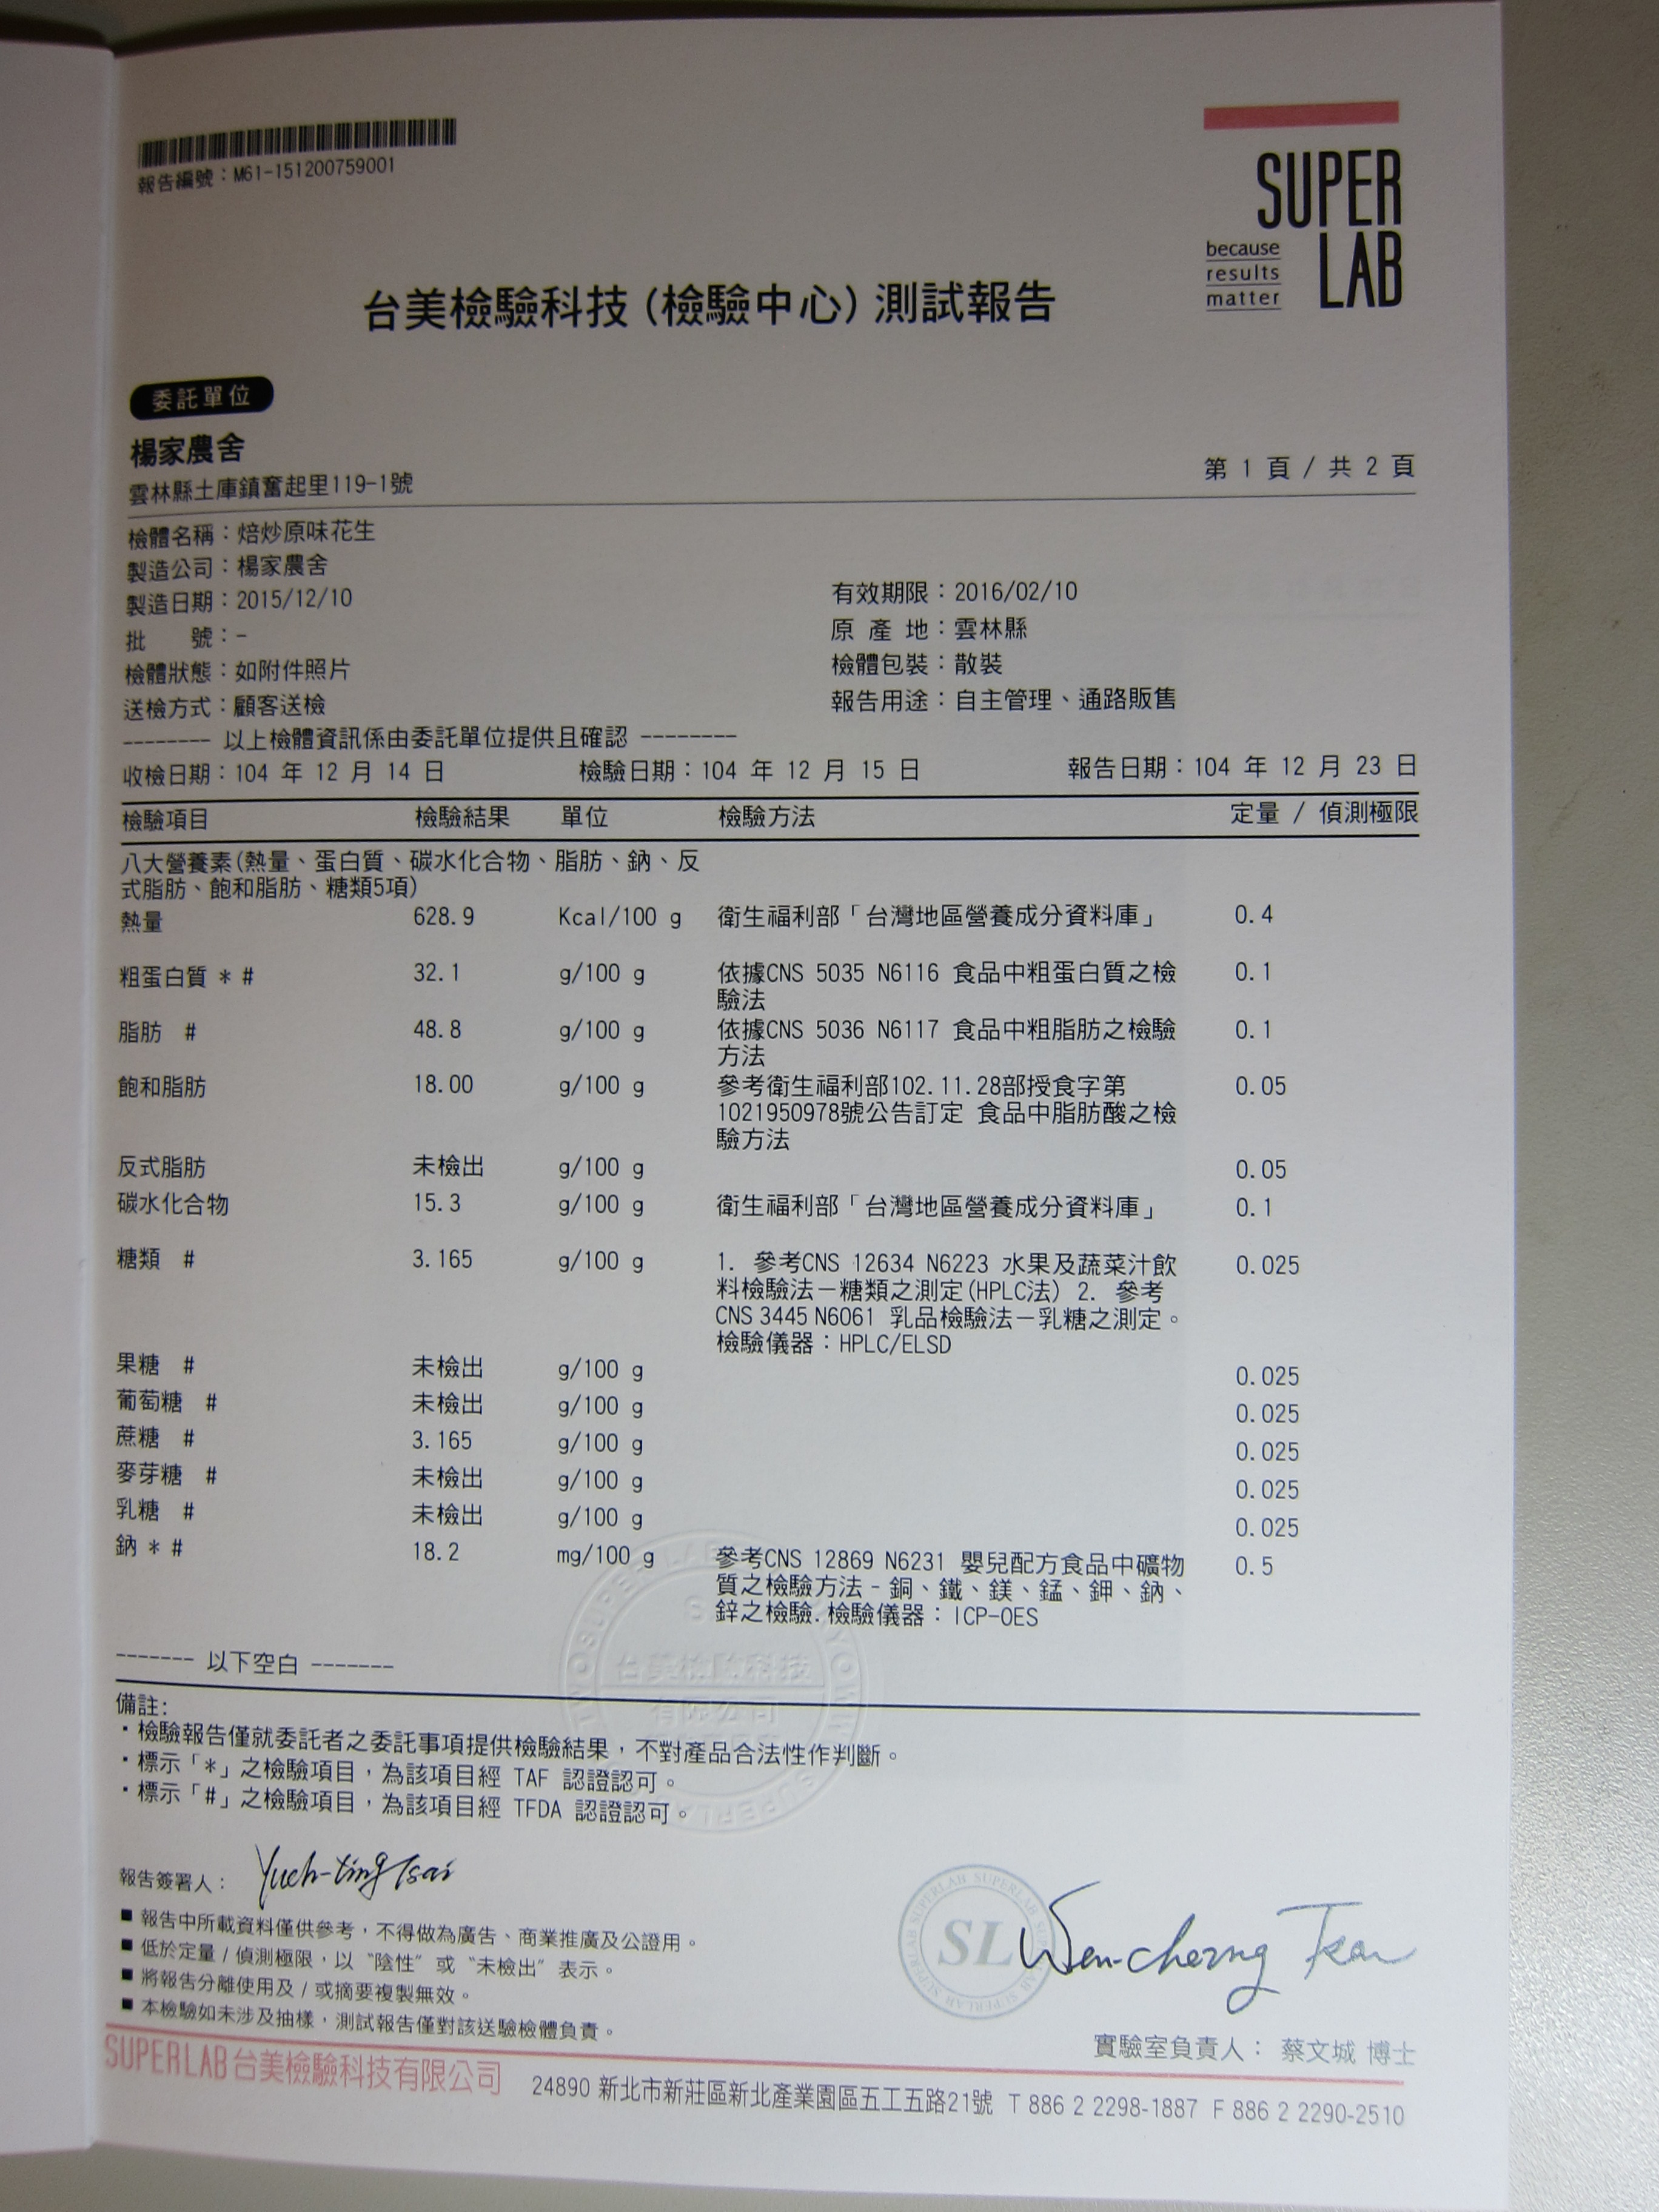 報告編號：M61-151200759001
SUPER
LAB
because
results
matter
台美檢驗科技(檢驗中心)測試報告
委託單位
楊家農舍
雲林縣土庫鎮奮起里119-1號
第 1 頁 / 共 2 頁
檢體名稱：焙炒原味花生
製造公司：楊家農舍
製造日期：2015/12/10
有效期限：2016/02/10
批　　號：-
原 產 地：雲林縣
檢體狀態：如附件照片
檢體包裝：散裝
送檢方式：顧客送檢
報告用途：自主管理、通路販售
-------- 以上檢體資訊係由委託單位提供且確認 --------
收檢日期：104 年 12 月 14 日　檢驗日期：104 年 12 月 15 日　報告日期：104 年 12 月 23 日
檢驗項目　檢驗結果　單位　檢驗方法　定量 / 偵測極限
八大營養素(熱量、蛋白質、碳水化合物、脂肪、鈉、反
式脂肪、飽和脂肪、糖類5項)
熱量　628.9　Kcal/100 g　衛生福利部「台灣地區營養成分資料庫」　0.4
粗蛋白質 * #　32.1　g/100 g　依據CNS 5035 N6116 食品中粗蛋白質之檢　0.1
驗法
脂肪 #　48.8　g/100 g　依據CNS 5036 N6117 食品中粗脂肪之檢驗　0.1
方法
飽和脂肪　18.00　g/100 g　參考衛生福利部102.11.28部授食字第　0.05
1021950978號公告訂定 食品中脂肪酸之檢
驗方法
反式脂肪　未檢出　g/100 g　0.05
碳水化合物　15.3　g/100 g　衛生福利部「台灣地區營養成分資料庫」　0.1
糖類 #　3.165　g/100 g　1. 參考CNS 12634 N6223 水果及蔬菜汁飲　0.025
料檢驗法－糖類之測定(HPLC法) 2. 參考
CNS 3445 N6061 乳品檢驗法－乳糖之測定。
檢驗儀器：HPLC/ELSD
果糖 #　未檢出　g/100 g　0.025
葡萄糖 #　未檢出　g/100 g　0.025
蔗糖 #　3.165　g/100 g　0.025
麥芽糖 #　未檢出　g/100 g　0.025
乳糖 #　未檢出　g/100 g　0.025
鈉 * #　18.2　mg/100 g　參考CNS 12869 N6231 嬰兒配方食品中礦物　0.5
質之檢驗方法－銅、鐵、鎂、錳、鉀、鈉、
鋅之檢驗.檢驗儀器：ICP-OES
------- 以下空白 -------
台美檢驗科技
有限公司
備註:
・檢驗報告僅就委託者之委託事項提供檢驗結果，不對產品合法性作判斷。
・標示「*」之檢驗項目，為該項目經 TAF 認證認可。
・標示「#」之檢驗項目，為該項目經 TFDA 認證認可。
報告簽署人： Yueh-ting Tsai
■ 報告中所載資料僅供參考，不得做為廣告、商業推廣及公證用。
■ 低於定量 / 偵測極限，以 "陰性" 或 "未檢出" 表示。
■ 將報告分離使用及 / 或摘要複製無效。
■ 本檢驗如未涉及抽樣，測試報告僅對該送驗檢體負責。
SUPERLAB SUPERLAB SUPERLAB SUPERLAB
SL
Wen-cherng Tsai
實驗室負責人： 蔡文城 博士
SUPERLAB台美檢驗科技有限公司
24890 新北市新莊區新北產業園區五工五路21號 T 886 2 2298-1887 F 886 2 2290-2510